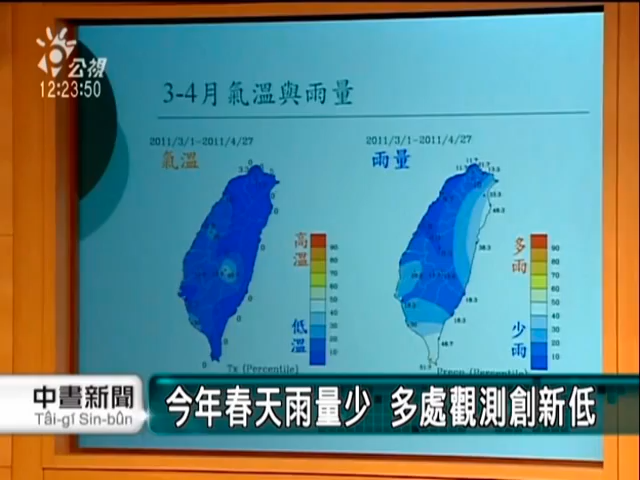 公視
12:23:50
3-4月氣溫與雨量
2011/3/1~2011/4/27
氣溫
2011/3/1~2011/4/27
雨量
高溫
低溫
90
80
70
60
50
40
30
20
10
多雨
少雨
90
80
70
60
50
40
30
20
10
Tx (Percentile)
Precp (Percentile)
中晝新聞
Tâi-gí Sin-bûn
今年春天雨量少 多處觀測創新低